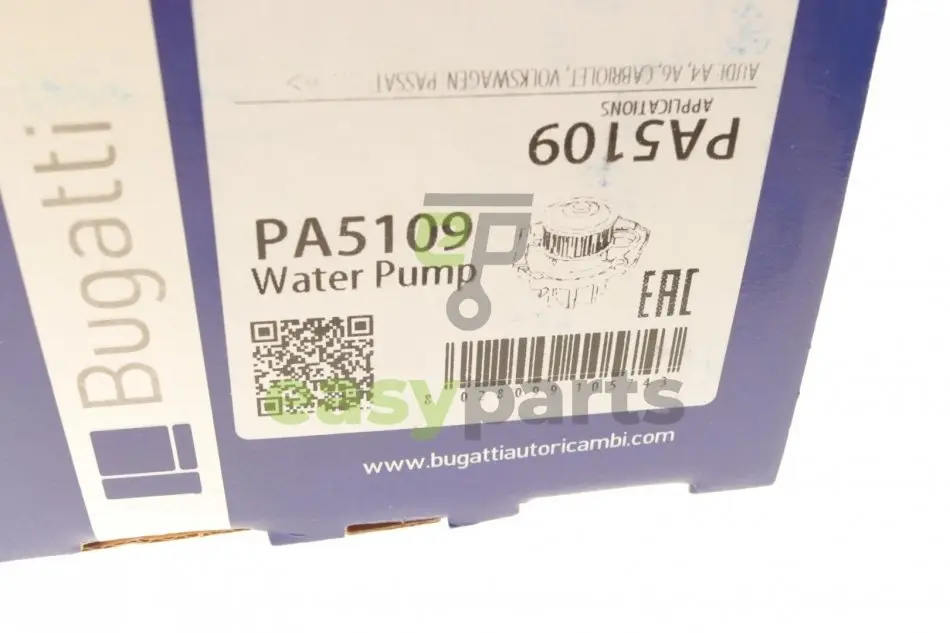 AUDI A4, A6, CABRIOLET, VOLKSWAGEN PASSAT
APPLICATIONS
PA5109
PA5109
Water Pump
EAC
www.bugattiautoricambi.com
Bugatti
easyparts